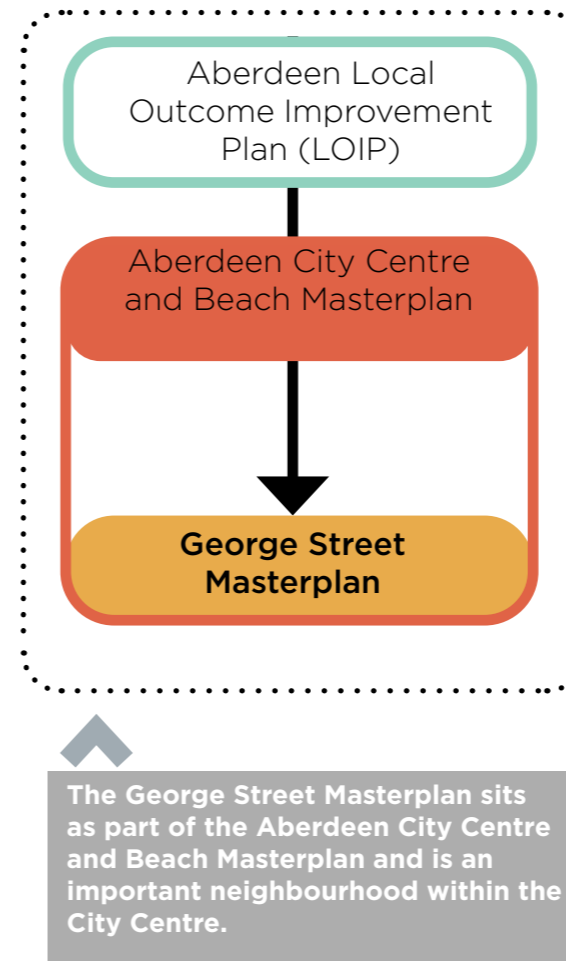 Aberdeen Local
Outcome Improvement
Plan (LOIP)
Aberdeen City Centre
and Beach Masterplan
George Street
Masterplan
The George Street Masterplan sits
as part of the Aberdeen City Centre
and Beach Masterplan and is an
important neighbourhood within the
City Centre.